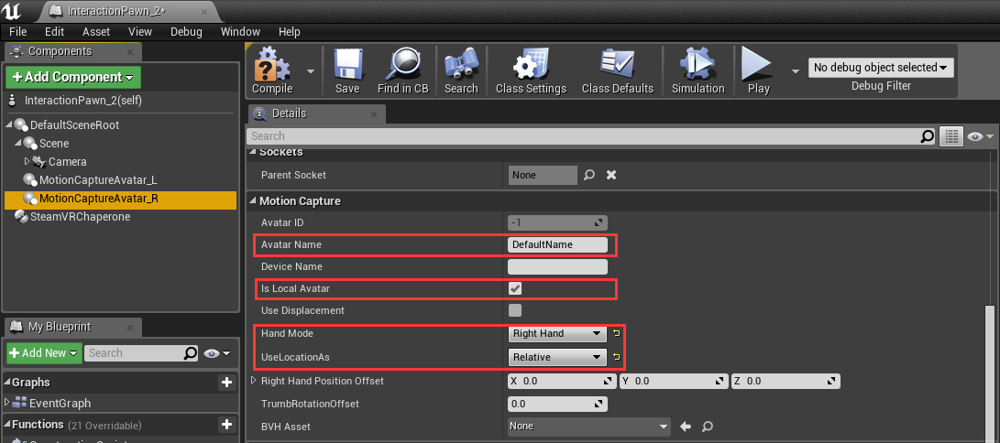 InteractionPawn_2*
File Edit Asset View Debug Window Help
Components
+Add Component
InteractionPawn_2(self)
DefaultSceneRoot
Scene
Camera
MotionCaptureAvatar_L
MotionCaptureAvatar_R
SteamVRChaperone
My Blueprint
+Add New Search
Graphs
EventGraph
Functions (21 Overridable)
Compile Save Find in CB Search Class Settings Class Defaults Simulation Play
No debug object selected
Debug Filter
Details
Search
Sockets
Parent Socket None
Motion Capture
Avatar ID -1
Avatar Name DefaultName
Device Name
Is Local Avatar
Use Displacement
Hand Mode Right Hand
UseLocationAs Relative
Right Hand Position Offset X 0.0 Y 0.0 Z 0.0
TrumbRotationOffset 0.0
BVH Asset None